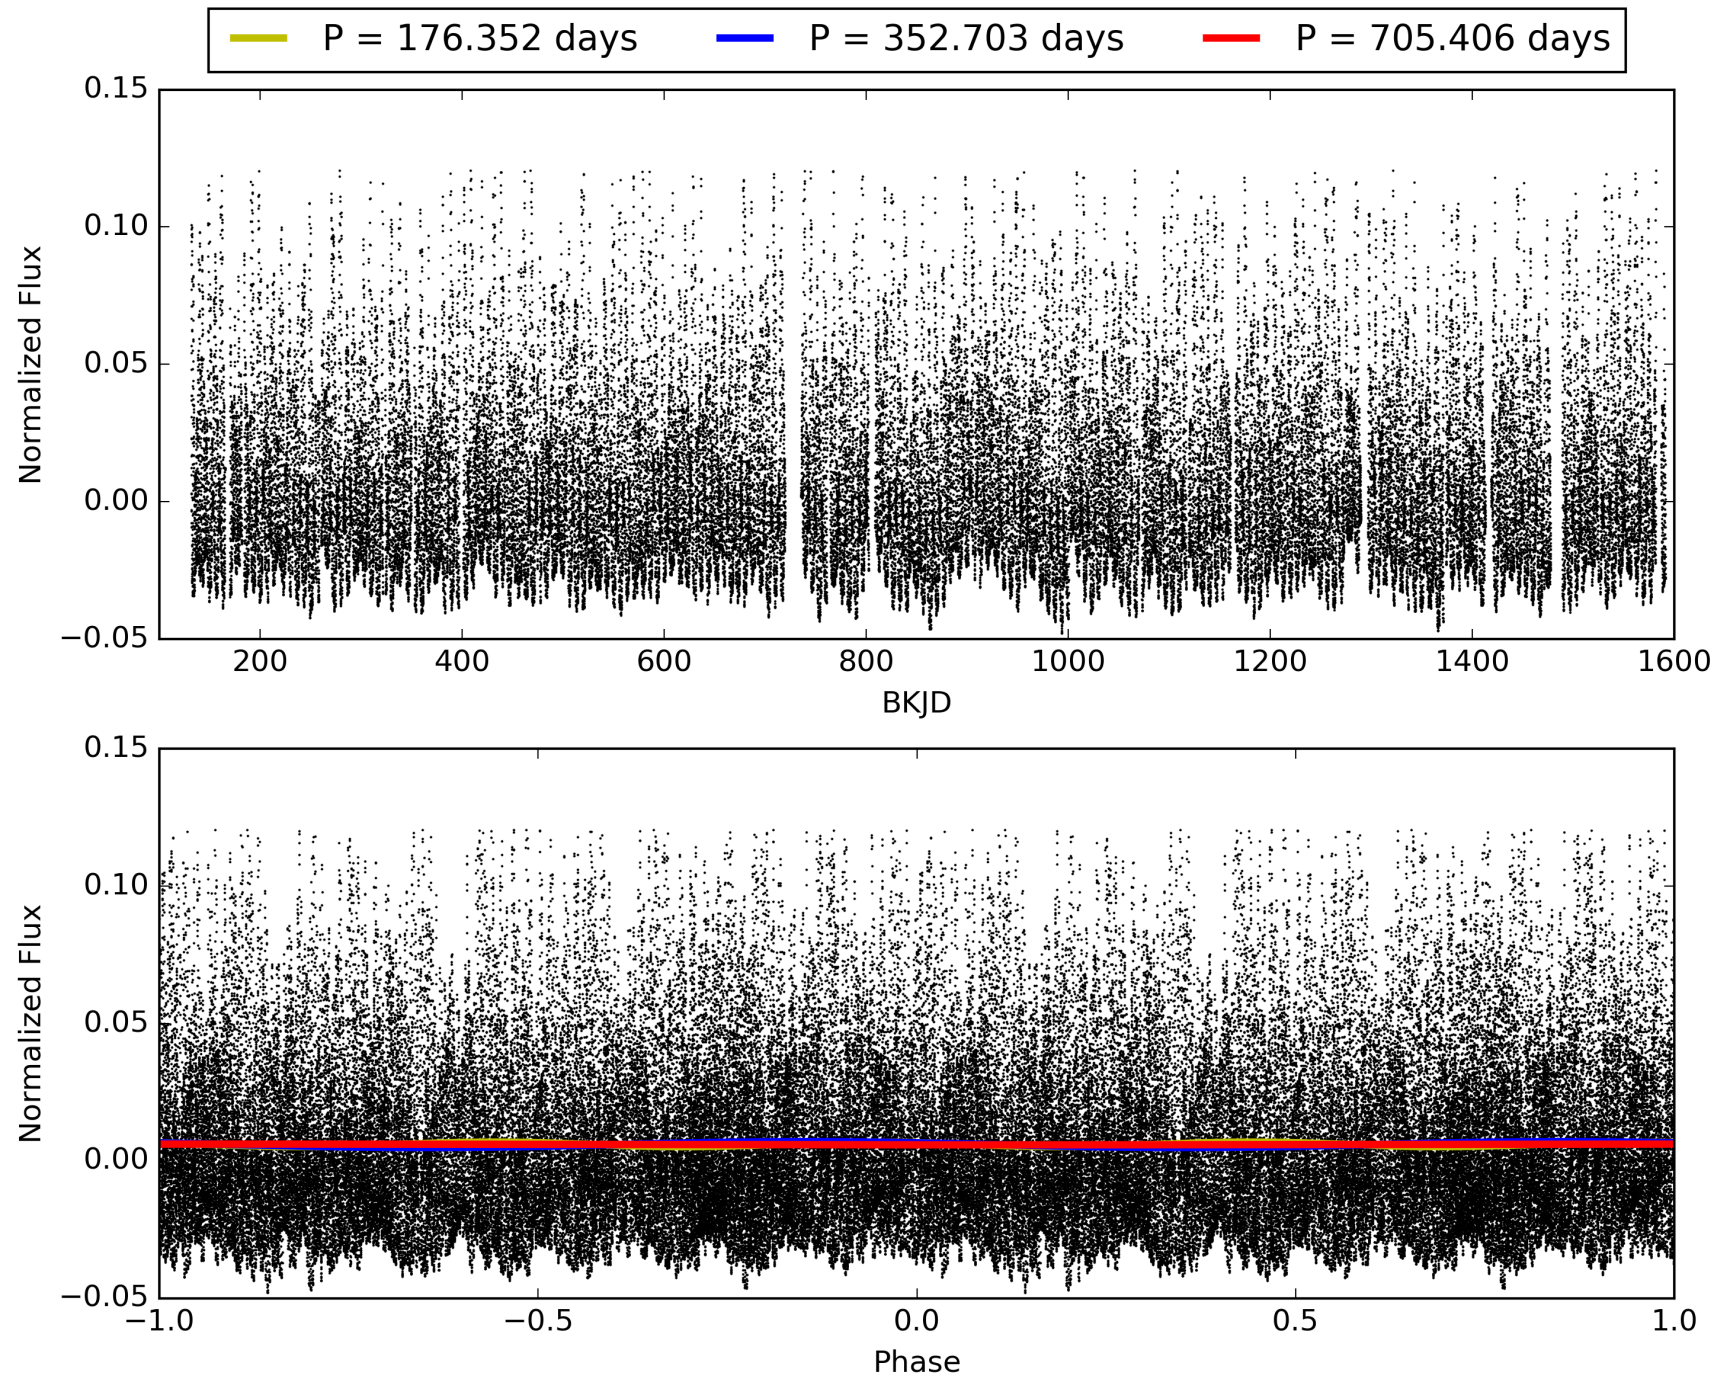 P = 176.352 days P = 352.703 days P = 705.406 days
0.15
0.10
0.05
0.00
−0.05
Normalized Flux
200 400 600 800 1000 1200 1400 1600
BKJD
0.15
0.10
0.05
0.00
−0.05
Normalized Flux
−1.0 −0.5 0.0 0.5 1.0
Phase